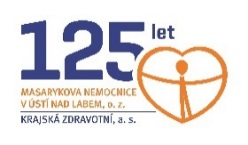 125 let
MASARYKOVA NEMOCNICE
V ÚSTÍ NAD LABEM, o. z.
KRAJSKÁ ZDRAVOTNÍ, a. s.